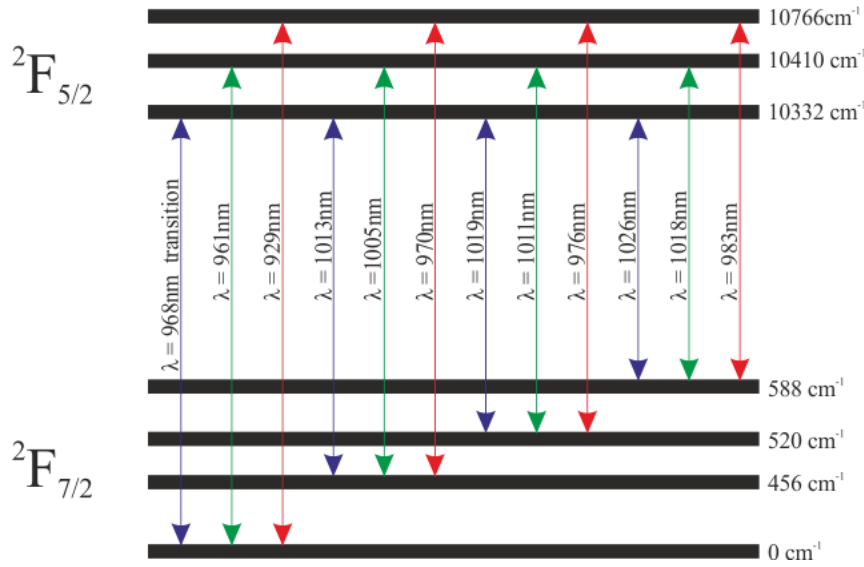 10766cm⁻¹
²F₅/₂
10410 cm⁻¹
10332 cm⁻¹
λ = 968nm transition
λ = 961nm
λ = 929nm
λ = 1013nm
λ =1005nm
λ = 970nm
λ = 1019nm
λ = 1011nm
λ = 976nm
λ = 1026nm
λ = 1018nm
λ = 983nm
588 cm⁻¹
²F₇/₂
520 cm⁻¹
456 cm⁻¹
0 cm⁻¹